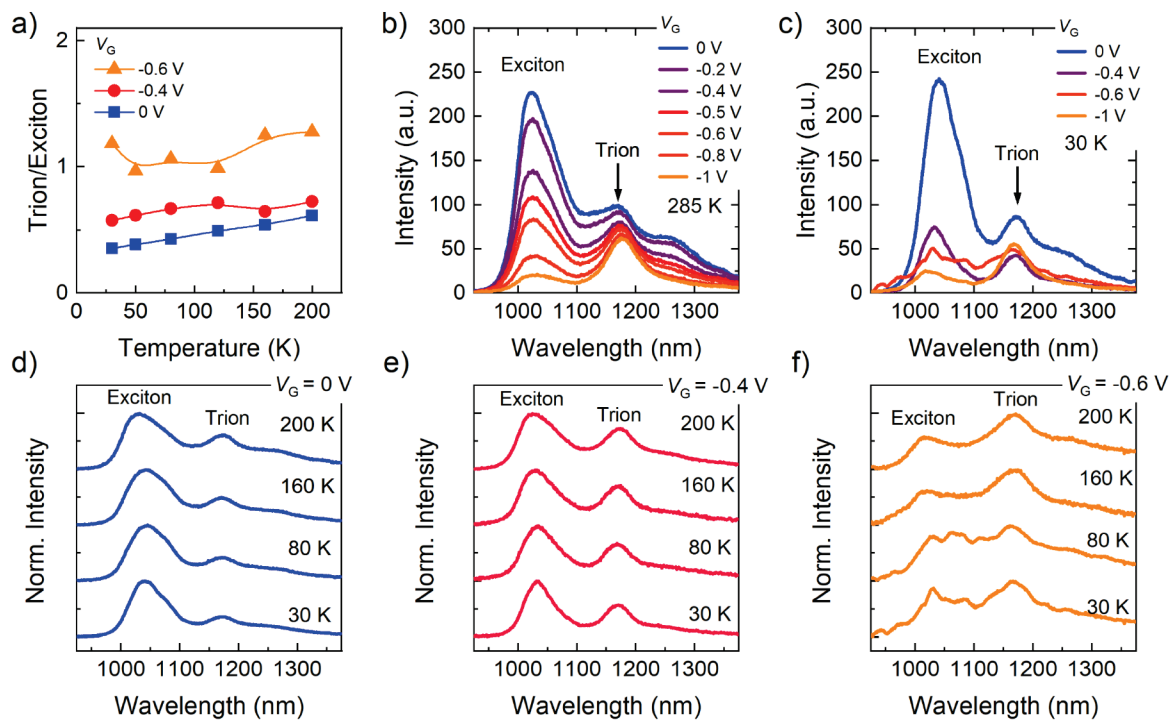 a)
2
1
0
Trion/Exciton
V_G
-0.6 V
-0.4 V
0 V
0 50 100 150 200
Temperature (K)
b)
300
250
200
150
100
50
0
Intensity (a.u.)
Exciton
Trion
V_G
0 V
-0.2 V
-0.4 V
-0.5 V
-0.6 V
-0.8 V
-1 V
285 K
1000 1100 1200 1300
Wavelength (nm)
c)
300
250
200
150
100
50
0
Intensity (a.u.)
Exciton
Trion
V_G
0 V
-0.4 V
-0.6 V
-1 V
30 K
1000 1100 1200 1300
Wavelength (nm)
d)
V_G = 0 V
Exciton
Trion
200 K
160 K
80 K
30 K
Norm. Intensity
1000 1100 1200 1300
Wavelength (nm)
e)
V_G = -0.4 V
Exciton
Trion
200 K
160 K
80 K
30 K
Norm. Intensity
1000 1100 1200 1300
Wavelength (nm)
f)
V_G = -0.6 V
Trion
Exciton
200 K
160 K
80 K
30 K
Norm. Intensity
1000 1100 1200 1300
Wavelength (nm)